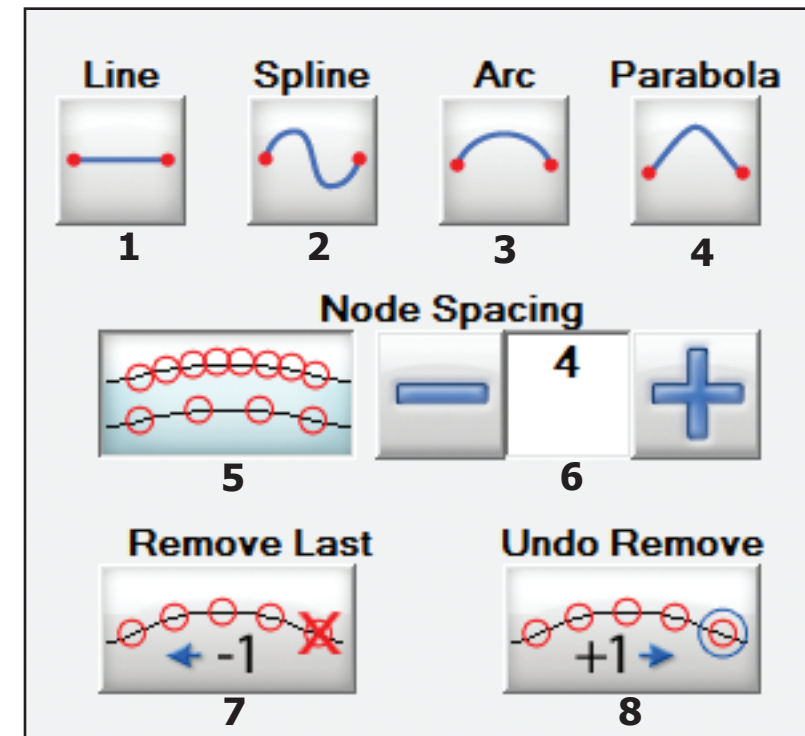 Line Spline Arc Parabola
1 2 3 4
Node Spacing
4
5 6
Remove Last Undo Remove
-1 +1
7 8